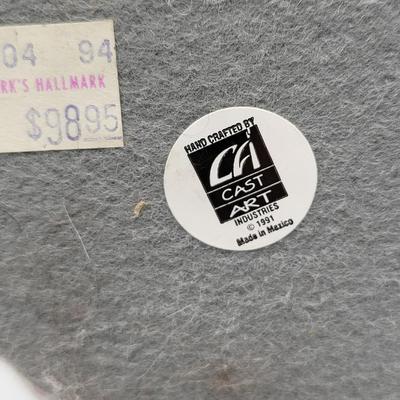 04 94
RK'S HALLMARK
$98.95
HAND CRAFTED BY
CA
CAST
ART
INDUSTRIES
© 1991
Made in Mexico